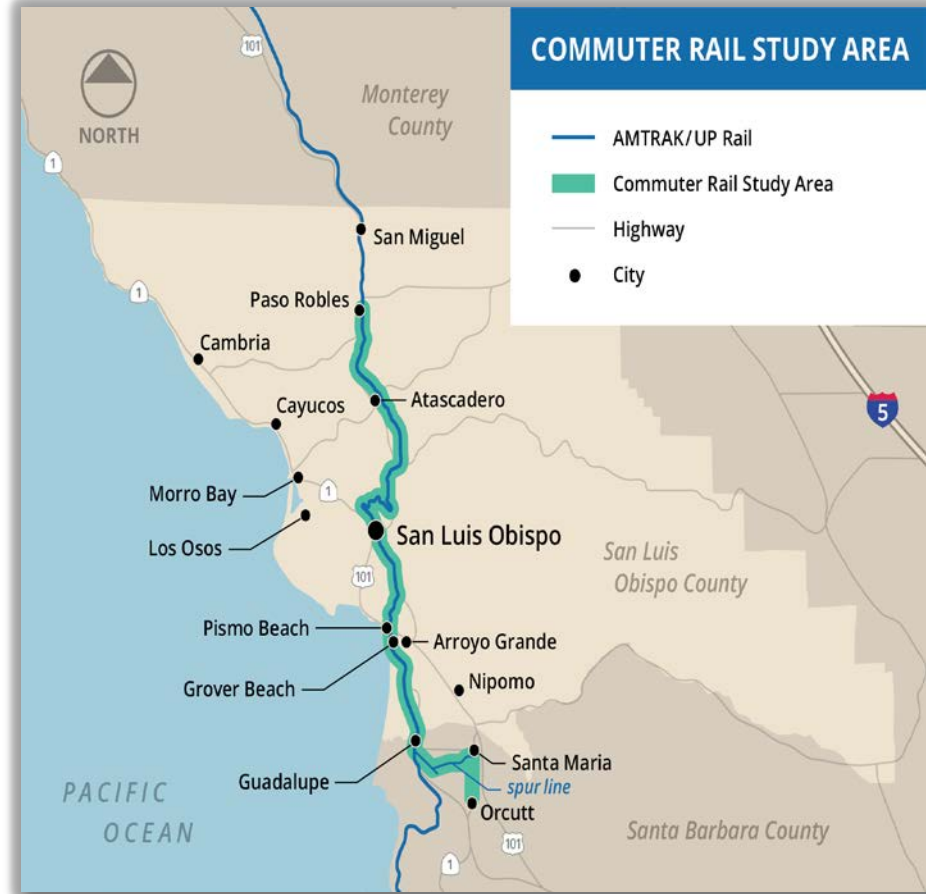 COMMUTER RAIL STUDY AREA
AMTRAK/UP Rail
Commuter Rail Study Area
Highway
City
101
NORTH
Monterey
County
1
San Miguel
1
Paso Robles
Cambria
Atascadero
Cayucos
5
Morro Bay
1
Los Osos
San Luis Obispo
San Luis
Obispo County
101
Pismo Beach
Arroyo Grande
Grover Beach
Nipomo
Santa Maria
Guadalupe
spur line
Orcutt
PACIFIC
OCEAN
Santa Barbara County
101
1